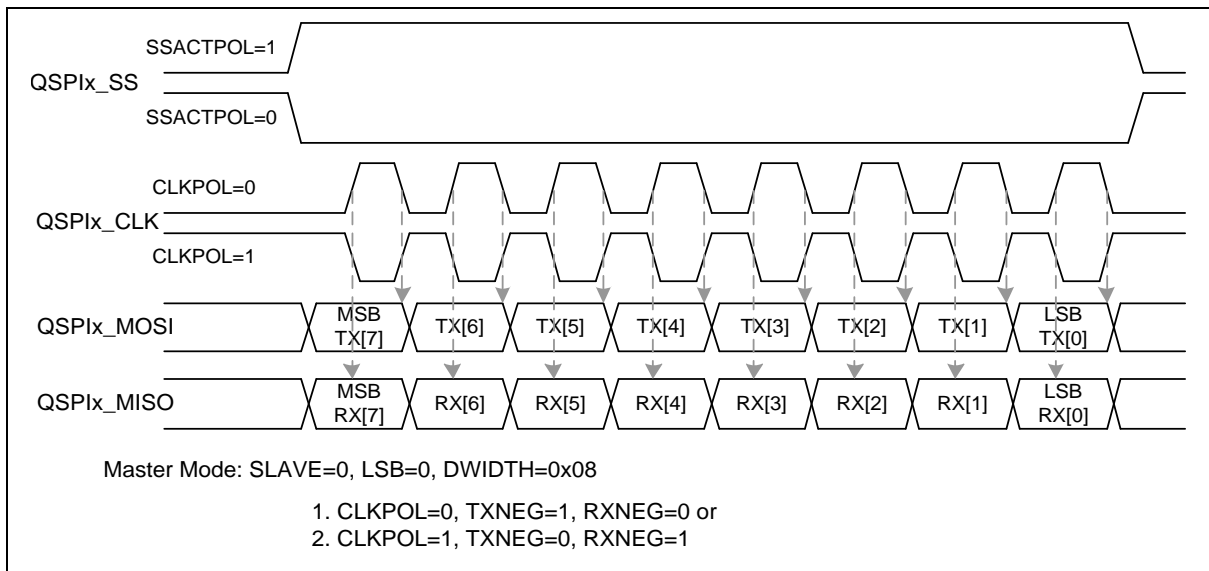 SSACTPOL=1
QSPIx_SS
SSACTPOL=0
CLKPOL=0
QSPIx_CLK
CLKPOL=1
QSPIx_MOSI
MSB TX[6] TX[5] TX[4] TX[3] TX[2] TX[1] LSB
TX[7] TX[0]
QSPIx_MISO
MSB RX[6] RX[5] RX[4] RX[3] RX[2] RX[1] LSB
RX[7] RX[0]
Master Mode: SLAVE=0, LSB=0, DWIDTH=0x08
1. CLKPOL=0, TXNEG=1, RXNEG=0 or
2. CLKPOL=1, TXNEG=0, RXNEG=1